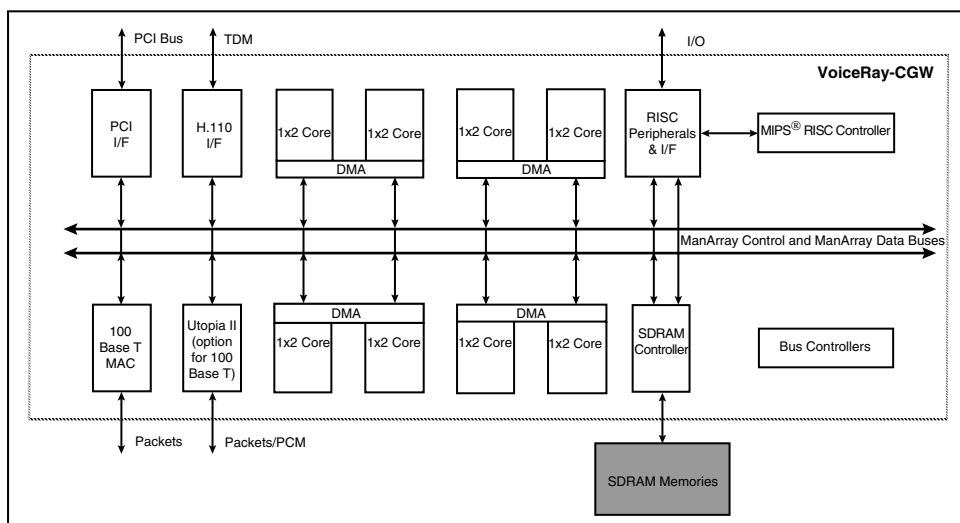 PCI Bus
TDM
I/O
VoiceRay-CGW
PCI
I/F
H.110
I/F
1x2 Core
1x2 Core
DMA
1x2 Core
1x2 Core
DMA
RISC
Peripherals
& I/F
MIPS® RISC Controller
ManArray Control and ManArray Data Buses
100
Base T
MAC
Utopia II
(option
for 100
Base T)
DMA
1x2 Core
1x2 Core
DMA
1x2 Core
1x2 Core
SDRAM
Controller
Bus Controllers
Packets
Packets/PCM
SDRAM Memories